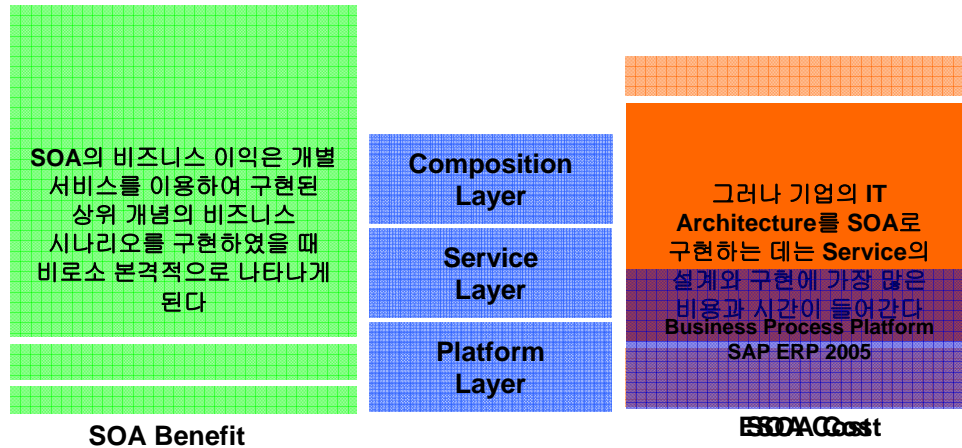 SOA의 비즈니스 이익은 개별
서비스를 이용하여 구현된
상위 개념의 비즈니스
시나리오를 구현하였을 때
비로소 본격적으로 나타나게
된다
SOA Benefit
Composition
Layer
Service
Layer
Platform
Layer
그러나 기업의 IT
Architecture를 SOA로
구현하는 데는 Service의
설계와 구현에 가장 많은
비용과 시간이 들어간다
Business Process Platform
SAP ERP 2005